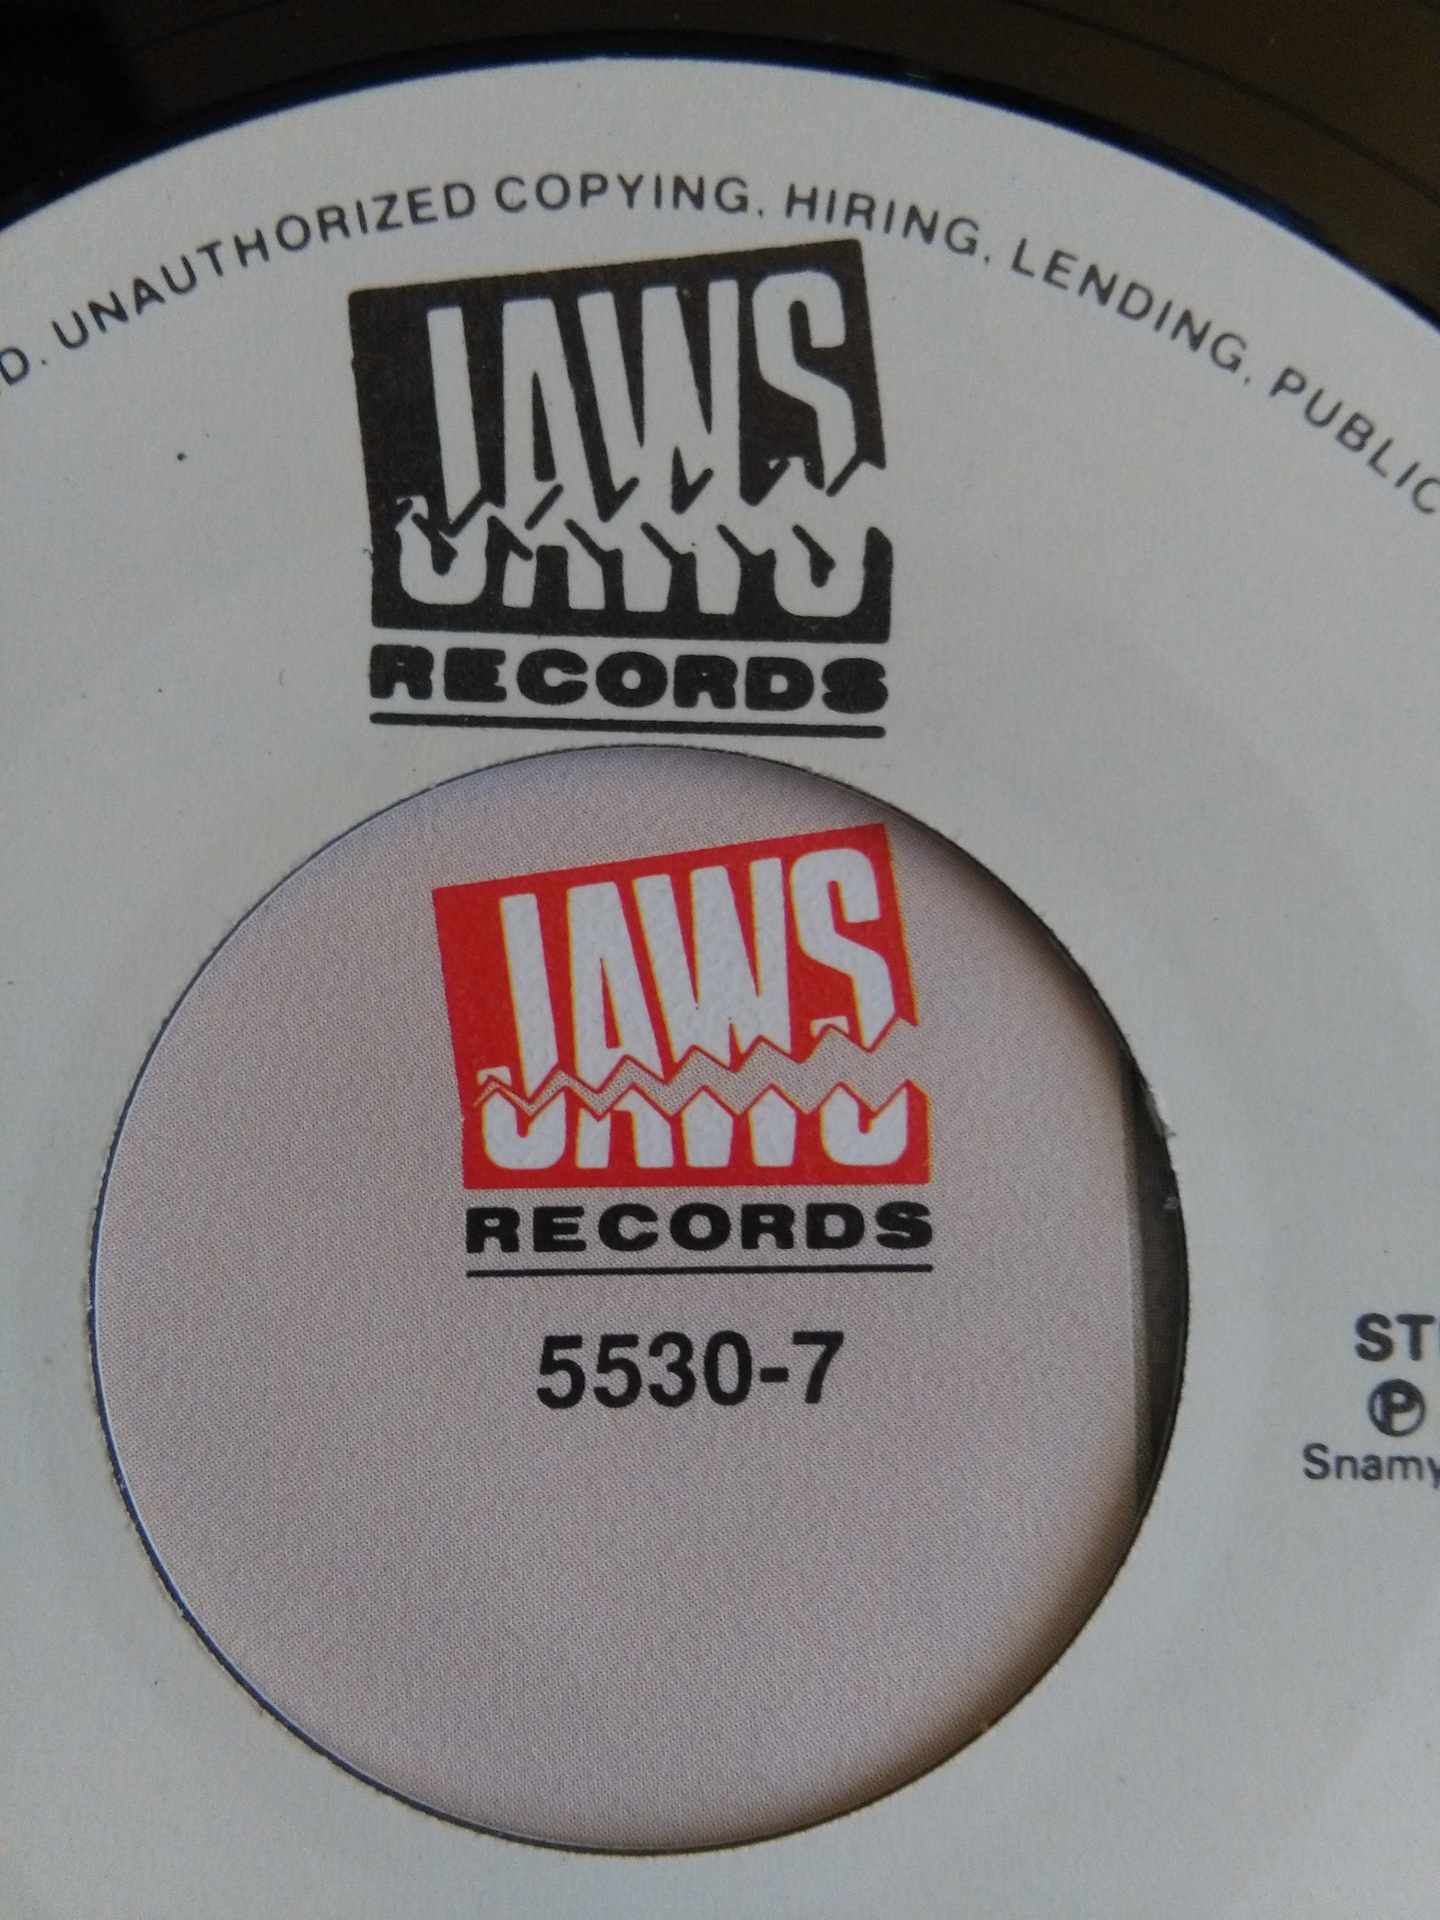 D. UNAUTHORIZED COPYING, HIRING, LENDING, PUBLIC
JAWS
RECORDS
JAWS
RECORDS
5530-7
ST
℗
Snamy